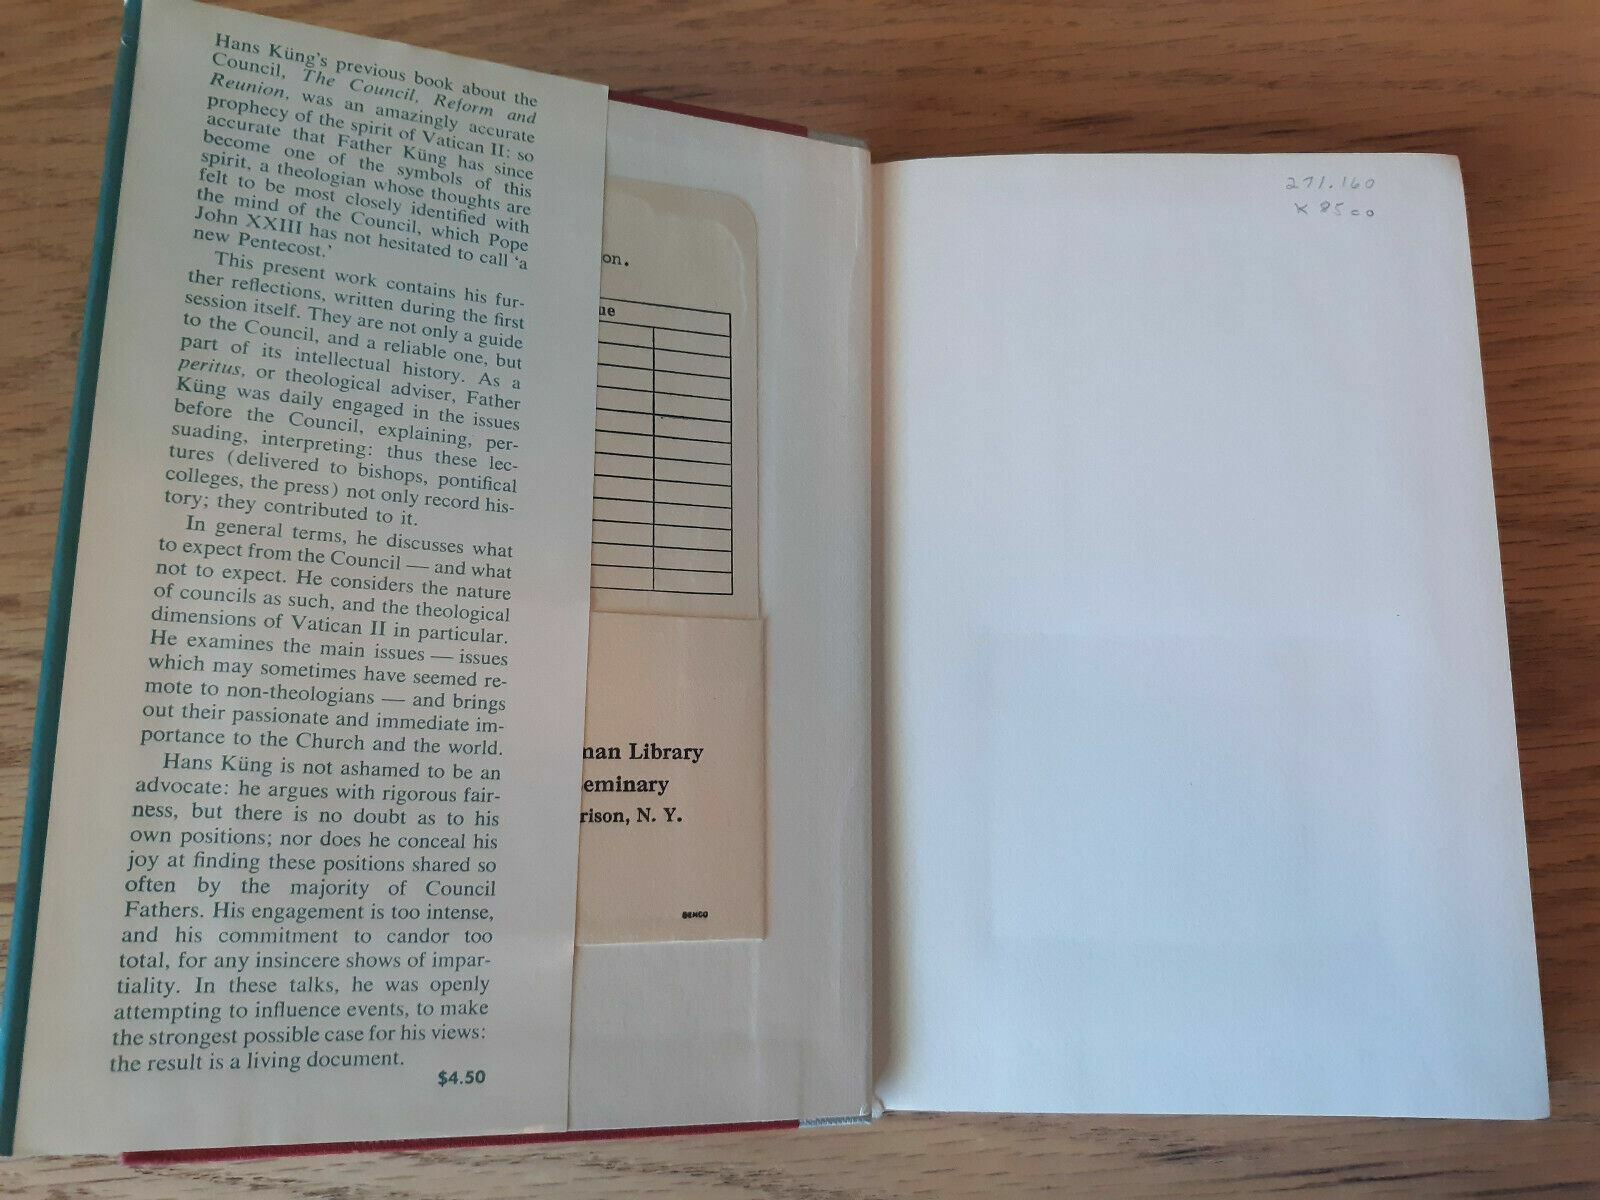 Hans Küng's previous book about the
Council, The Council, Reform and
Reunion, was an amazingly accurate
prophecy of the spirit of Vatican II: so
accurate that Father Küng has since
become one of the symbols of this
spirit, a theologian whose thoughts are
felt to be most closely identified with
the mind of the Council, which Pope
John XXIII has not hesitated to call 'a
new Pentecost.'
This present work contains his fur-
ther reflections, written during the first
session itself. They are not only a guide
to the Council, and a reliable one, but
part of its intellectual history. As a
peritus, or theological adviser, Father
Küng was daily engaged in the issues
before the Council, explaining, per-
suading, interpreting: thus these lec-
tures (delivered to bishops, pontifical
colleges, the press) not only record his-
tory; they contributed to it.
In general terms, he discusses what
to expect from the Council — and what
not to expect. He considers the nature
of councils as such, and the theological
dimensions of Vatican II in particular.
He examines the main issues — issues
which may sometimes have seemed re-
mote to non-theologians — and brings
out their passionate and immediate im-
portance to the Church and the world.
Hans Küng is not ashamed to be an
advocate: he argues with rigorous fair-
ness, but there is no doubt as to his
own positions; nor does he conceal his
joy at finding these positions shared so
often by the majority of Council
Fathers. His engagement is too intense,
and his commitment to candor too
total, for any insincere shows of impar-
tiality. In these talks, he was openly
attempting to influence events, to make
the strongest possible case for his views:
the result is a living document.
$4.50
on.
ue
man Library
eminary
rison, N. Y.
DEMCO
271.160
K 8500